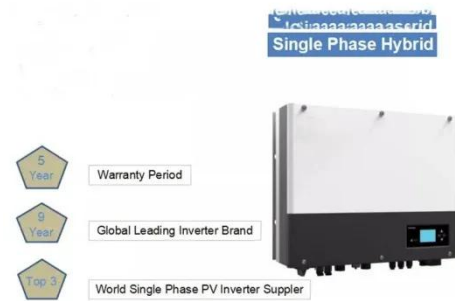 Single Phase Hybrid
5
Year
Warranty Period
9
Year
Global Leading Inverter Brand
Top 3
World Single Phase PV Inverter Suppler